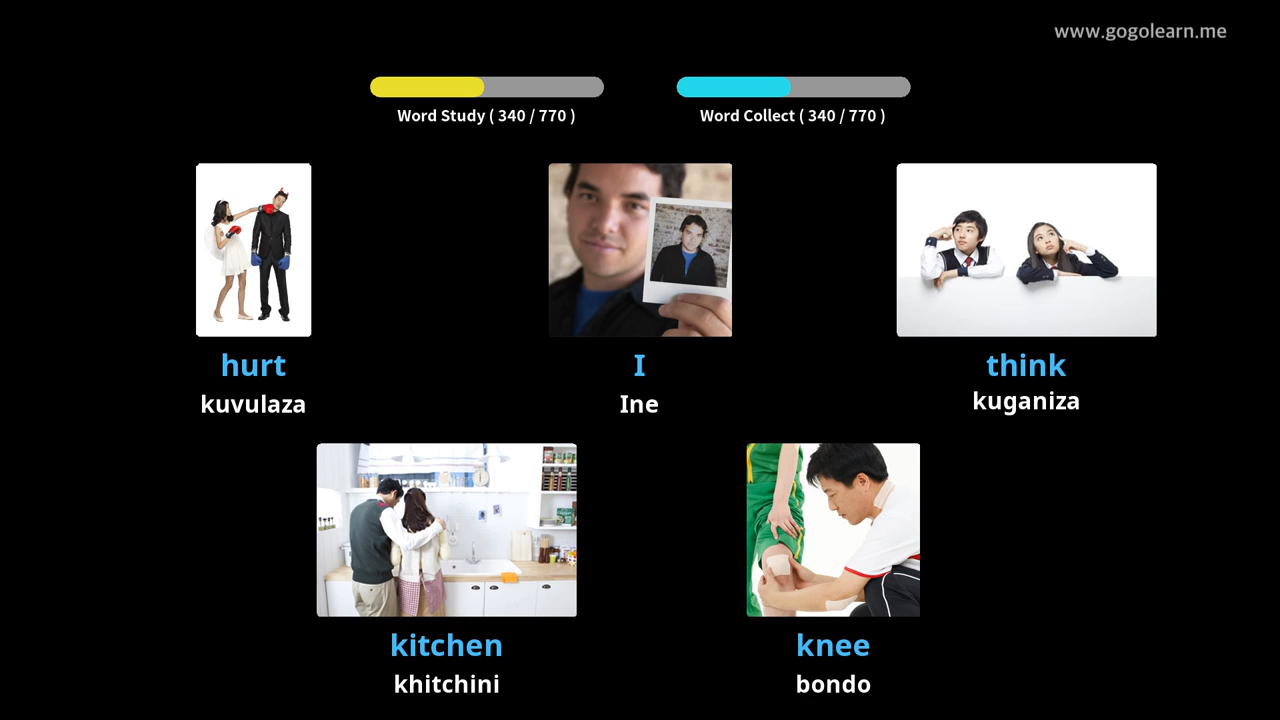 www.gogolearn.me
Word Study ( 340 / 770 )
Word Collect ( 340 / 770 )
hurt
kuvulaza
I
Ine
think
kuganiza
kitchen
khitchini
knee
bondo